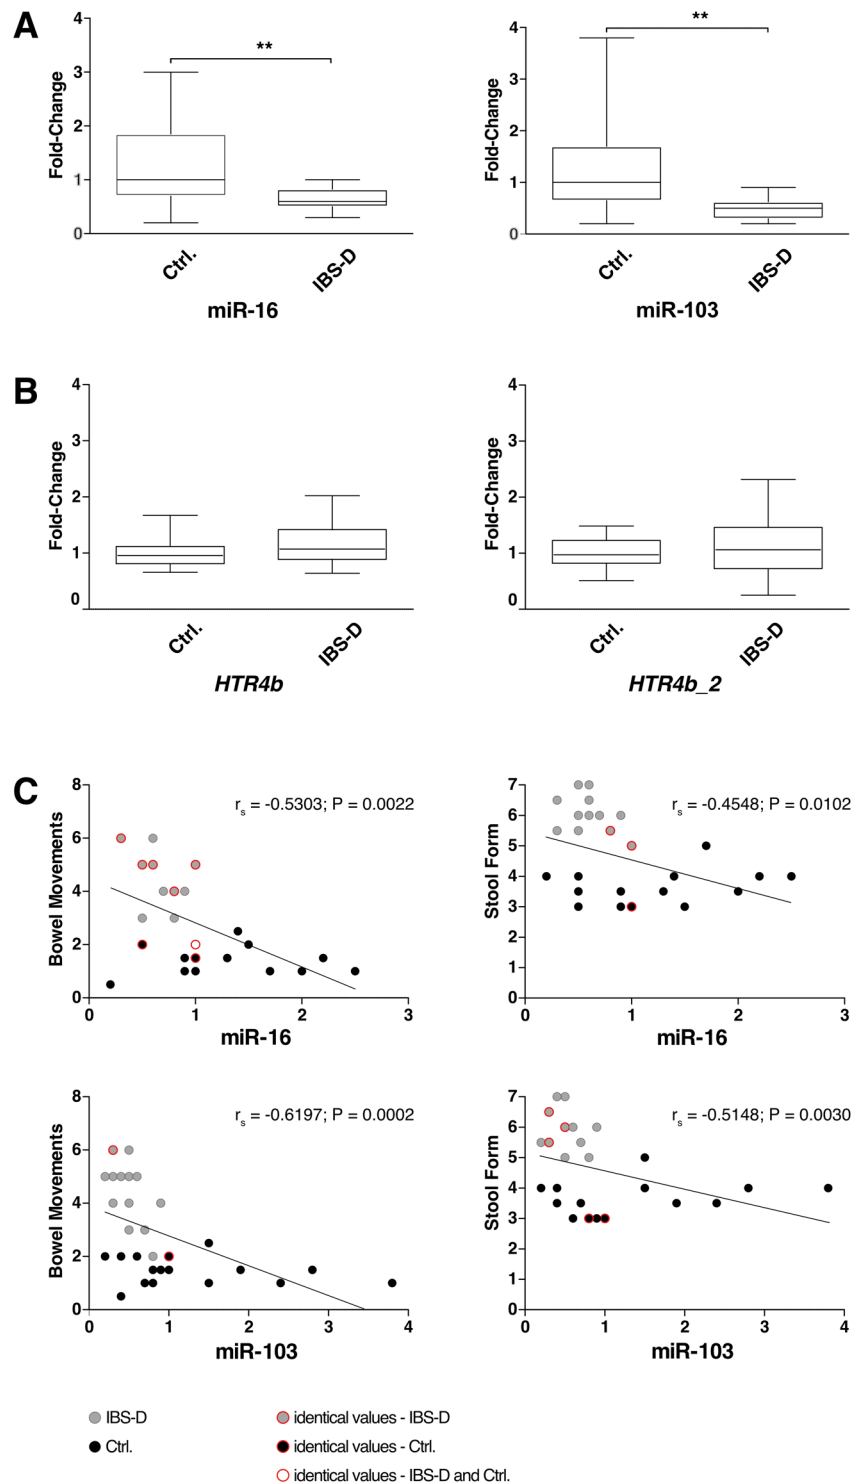 A
4
3
2
1
0
Fold-Change
**
Ctrl.
IBS-D
miR-16
4
3
2
1
0
Fold-Change
**
Ctrl.
IBS-D
miR-103
B
4
3
2
1
0
Fold-Change
Ctrl.
IBS-D
HTR4b
4
3
2
1
0
Fold-Change
Ctrl.
IBS-D
HTR4b_2
C
8
6
4
2
0
Bowel Movements
rs = -0.5303; P = 0.0022
0 1 2 3
miR-16
7
6
5
4
3
2
1
0
Stool Form
rs = -0.4548; P = 0.0102
0 1 2 3
miR-16
8
6
4
2
0
Bowel Movements
rs = -0.6197; P = 0.0002
0 1 2 3 4
miR-103
7
6
5
4
3
2
1
0
Stool Form
rs = -0.5148; P = 0.0030
0 1 2 3 4
miR-103
IBS-D
Ctrl.
identical values - IBS-D
identical values - Ctrl.
identical values - IBS-D and Ctrl.